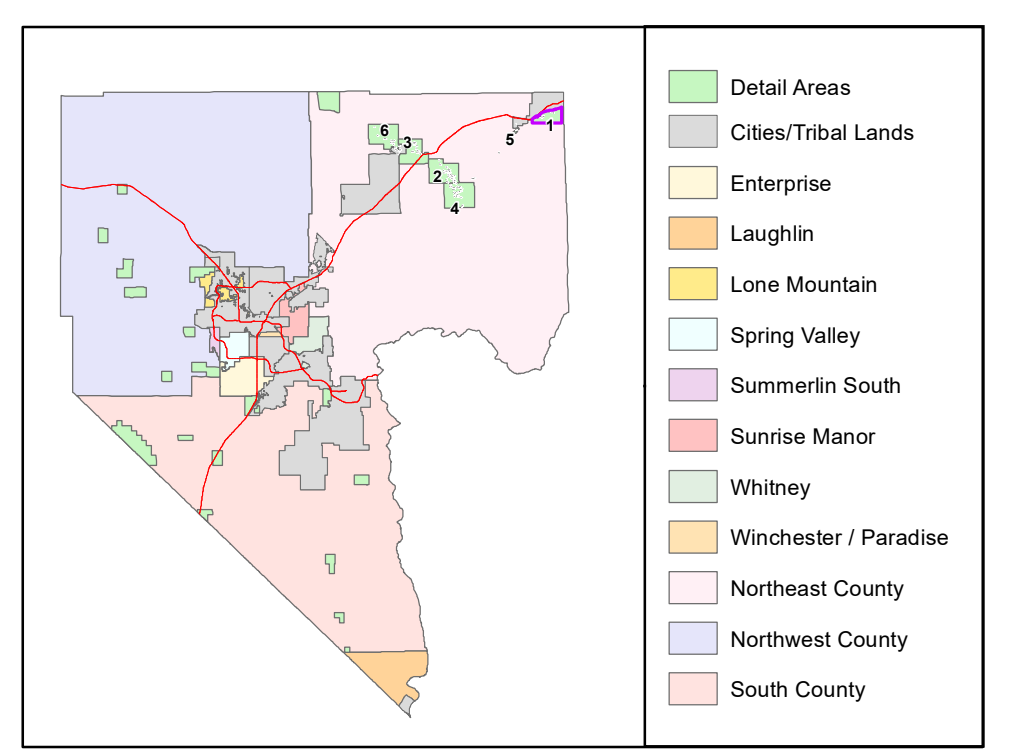 6
3
1
5
2
4
Detail Areas
Cities/Tribal Lands
Enterprise
Laughlin
Lone Mountain
Spring Valley
Summerlin South
Sunrise Manor
Whitney
Winchester / Paradise
Northeast County
Northwest County
South County